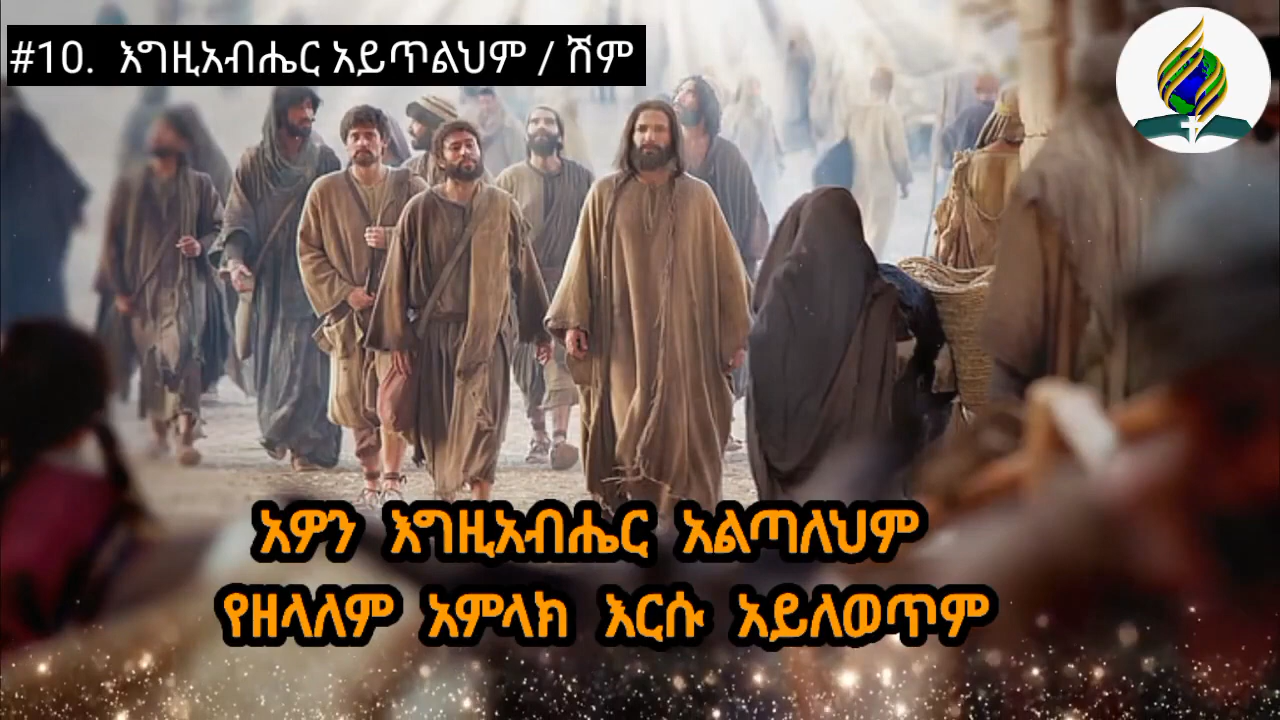 #10. እግዚአብሔር አይጥልህም / ሽም
አዎን እግዚአብሔር አልጣለህም
የዘላለም አምላክ እርሱ አይለወጥም